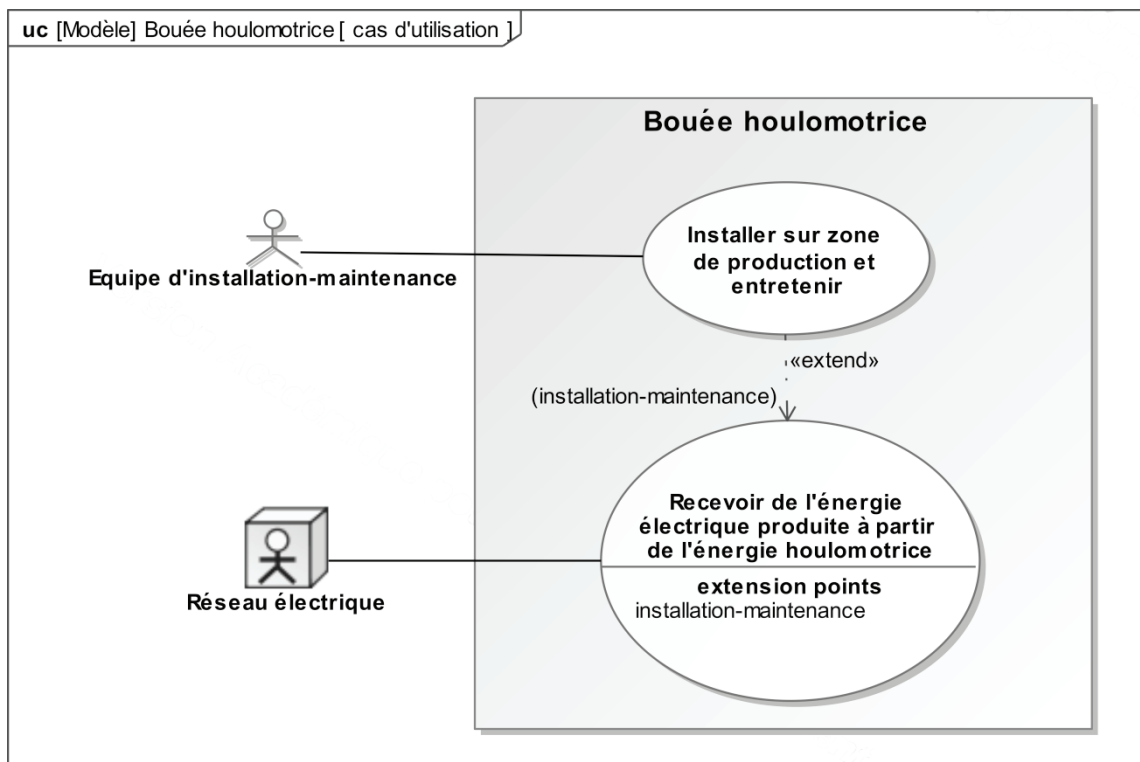 uc [Modèle] Bouée houlomotrice [ cas d'utilisation ]
Bouée houlomotrice
Installer sur zone
de production et
entretenir
Equipe d'installation-maintenance
«extend»
(installation-maintenance)
Recevoir de l'énergie
électrique produite à partir
de l'énergie houlomotrice
extension points
installation-maintenance
Réseau électrique